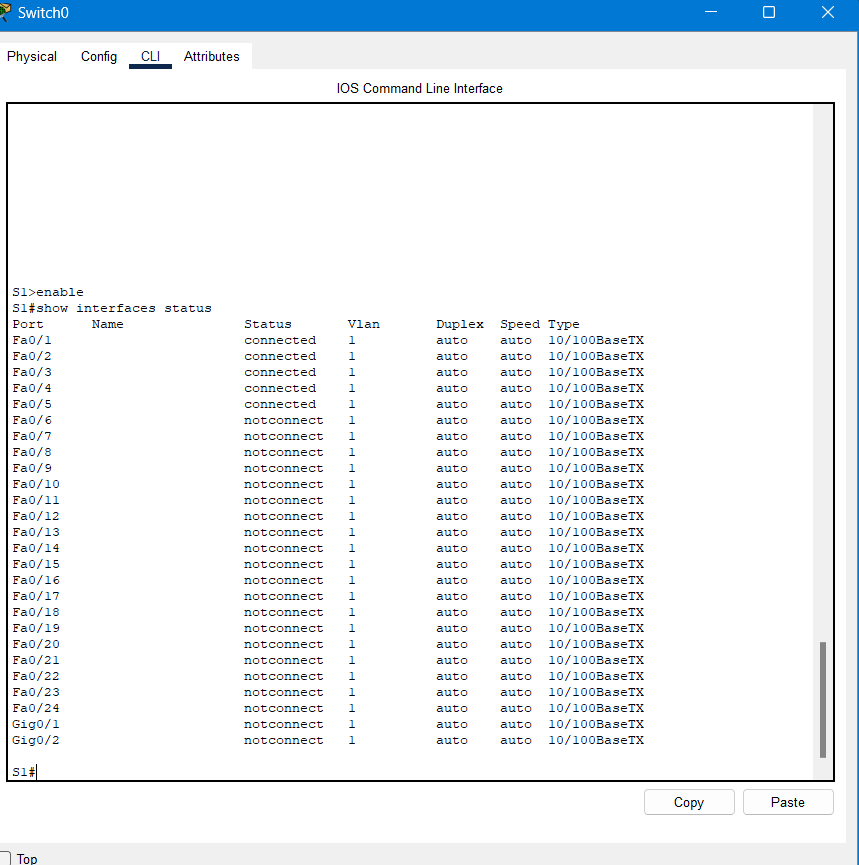 Switch0
Physical Config CLI Attributes
IOS Command Line Interface
S1>enable
S1#show interfaces status
Port Name Status Vlan Duplex Speed Type
Fa0/1 connected 1 auto auto 10/100BaseTX
Fa0/2 connected 1 auto auto 10/100BaseTX
Fa0/3 connected 1 auto auto 10/100BaseTX
Fa0/4 connected 1 auto auto 10/100BaseTX
Fa0/5 connected 1 auto auto 10/100BaseTX
Fa0/6 notconnect 1 auto auto 10/100BaseTX
Fa0/7 notconnect 1 auto auto 10/100BaseTX
Fa0/8 notconnect 1 auto auto 10/100BaseTX
Fa0/9 notconnect 1 auto auto 10/100BaseTX
Fa0/10 notconnect 1 auto auto 10/100BaseTX
Fa0/11 notconnect 1 auto auto 10/100BaseTX
Fa0/12 notconnect 1 auto auto 10/100BaseTX
Fa0/13 notconnect 1 auto auto 10/100BaseTX
Fa0/14 notconnect 1 auto auto 10/100BaseTX
Fa0/15 notconnect 1 auto auto 10/100BaseTX
Fa0/16 notconnect 1 auto auto 10/100BaseTX
Fa0/17 notconnect 1 auto auto 10/100BaseTX
Fa0/18 notconnect 1 auto auto 10/100BaseTX
Fa0/19 notconnect 1 auto auto 10/100BaseTX
Fa0/20 notconnect 1 auto auto 10/100BaseTX
Fa0/21 notconnect 1 auto auto 10/100BaseTX
Fa0/22 notconnect 1 auto auto 10/100BaseTX
Fa0/23 notconnect 1 auto auto 10/100BaseTX
Fa0/24 notconnect 1 auto auto 10/100BaseTX
Gig0/1 notconnect 1 auto auto 10/100BaseTX
Gig0/2 notconnect 1 auto auto 10/100BaseTX
S1#
Copy Paste
Top